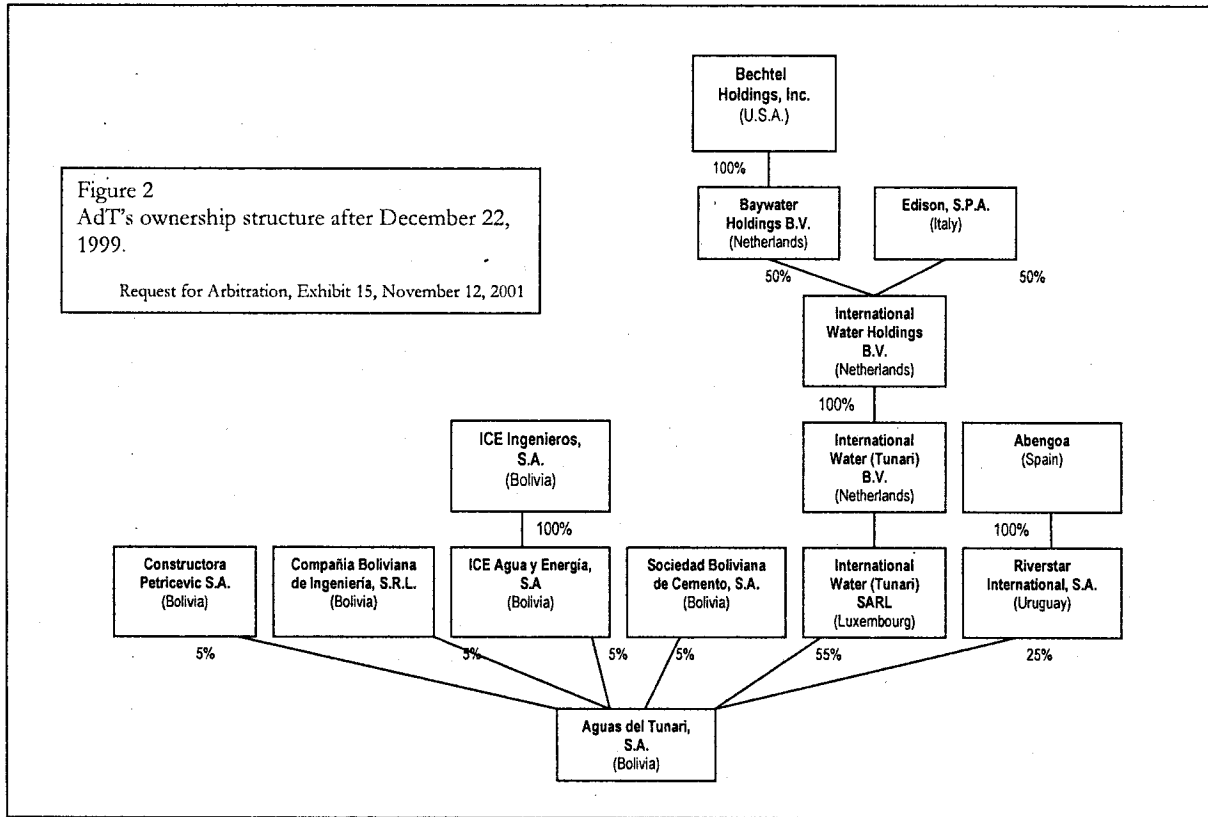 Bechtel
Holdings, Inc.
(U.S.A.)
100%
Figure 2
AdT's ownership structure after December 22,
1999.
Request for Arbitration, Exhibit 15, November 12, 2001
Baywater
Holdings B.V.
(Netherlands)
Edison, S.P.A.
(Italy)
50%
50%
International
Water Holdings
B.V.
(Netherlands)
100%
ICE Ingenieros,
S.A.
(Bolivia)
International
Water (Tunari)
B.V.
(Netherlands)
Abengoa
(Spain)
100%
100%
Constructora
Petricevic S.A.
(Bolivia)
Compañia Boliviana
de Ingeniería, S.R.L.
(Bolivia)
ICE Agua y Energía,
S.A
(Bolivia)
Sociedad Boliviana
de Cemento, S.A.
(Bolivia)
International
Water (Tunari)
SARL
(Luxembourg)
Riverstar
International, S.A.
(Uruguay)
5%
5%
5%
5%
55%
25%
Aguas del Tunari,
S.A.
(Bolivia)